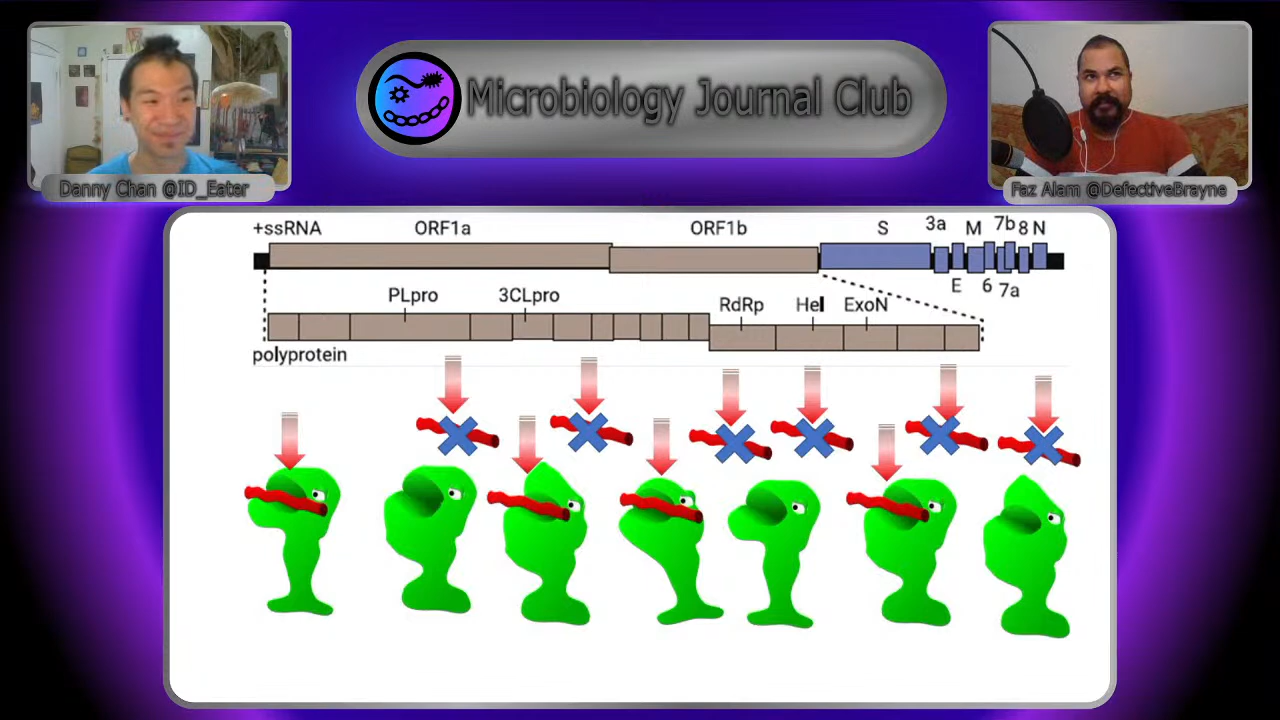 Microbiology Journal Club
Danny Chan @ID_Eater
Faz Alam @DefectiveBrayne
+ssRNA ORF1a ORF1b S 3a M 7b 8 N
E 6 7a
PLpro 3CLpro RdRp Hel ExoN
polyprotein